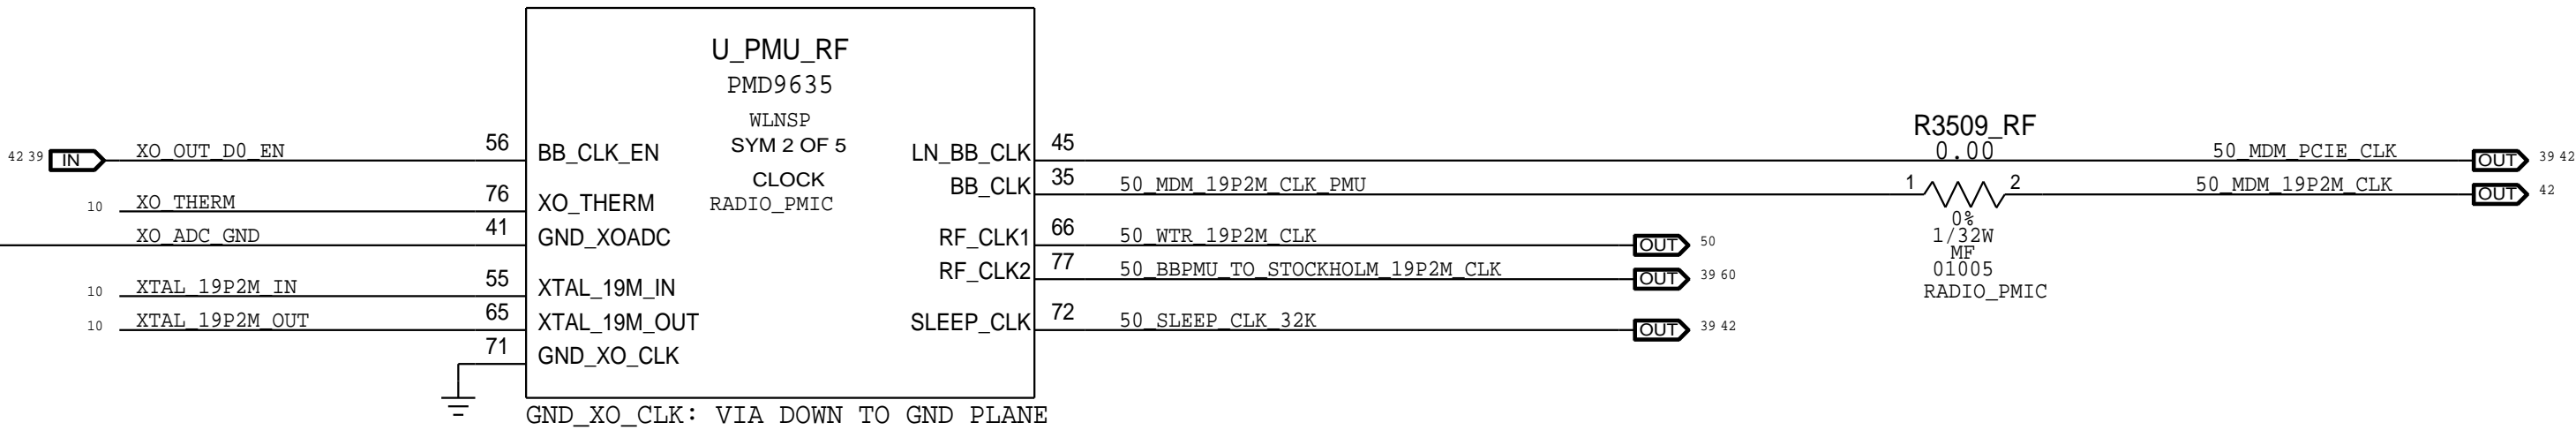 U_PMU_RF
PMD9635
WLNSP
SYM 2 OF 5
CLOCK
RADIO_PMIC
42 39 IN XO_OUT_D0_EN 56 BB_CLK_EN
10 XO_THERM 76 XO_THERM
XO_ADC_GND 41 GND_XOADC
10 XTAL_19P2M_IN 55 XTAL_19M_IN
10 XTAL_19P2M_OUT 65 XTAL_19M_OUT
71 GND_XO_CLK
LN_BB_CLK 45 50_MDM_PCIE_CLK OUT 39 42
BB_CLK 35 50_MDM_19P2M_CLK_PMU 1 2 50_MDM_19P2M_CLK OUT 42
RF_CLK1 66 50_WTR_19P2M_CLK OUT 50
RF_CLK2 77 50_BBPMU_TO_STOCKHOLM_19P2M_CLK OUT 39 60
SLEEP_CLK 72 50_SLEEP_CLK_32K OUT 39 42
R3509_RF
0.00
0%
1/32W
MF
01005
RADIO_PMIC
GND_XO_CLK: VIA DOWN TO GND PLANE